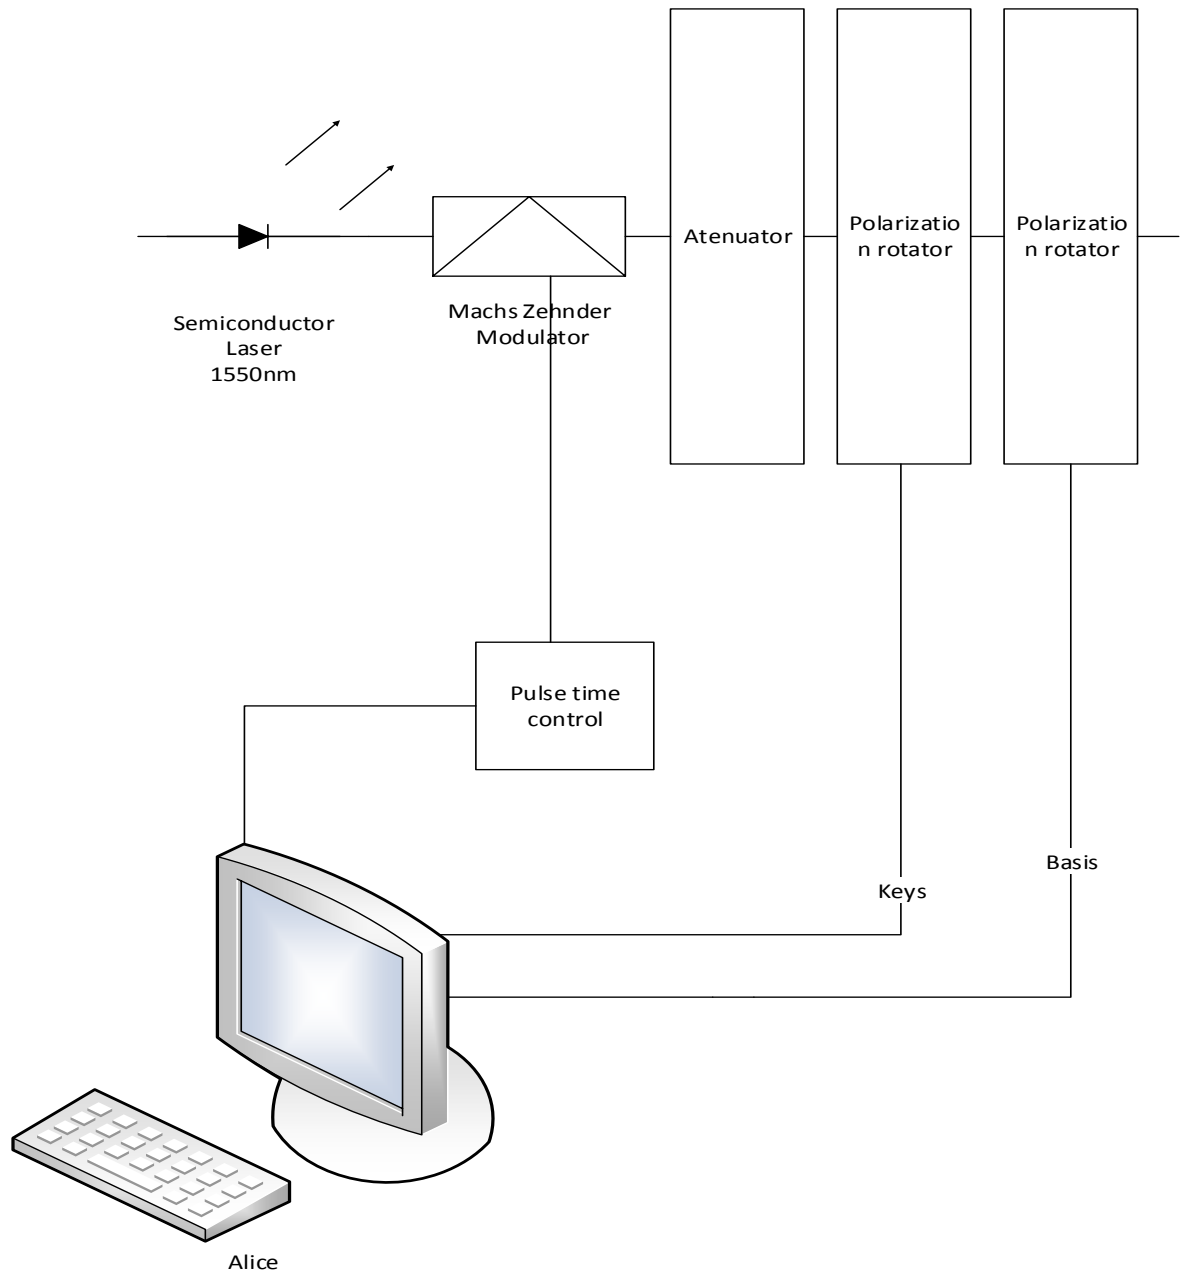 Atenuator
Polarizatio
n rotator
Polarizatio
n rotator
Machs Zehnder
Modulator
Semiconductor
Laser
1550nm
Pulse time
control
Basis
Keys
Alice